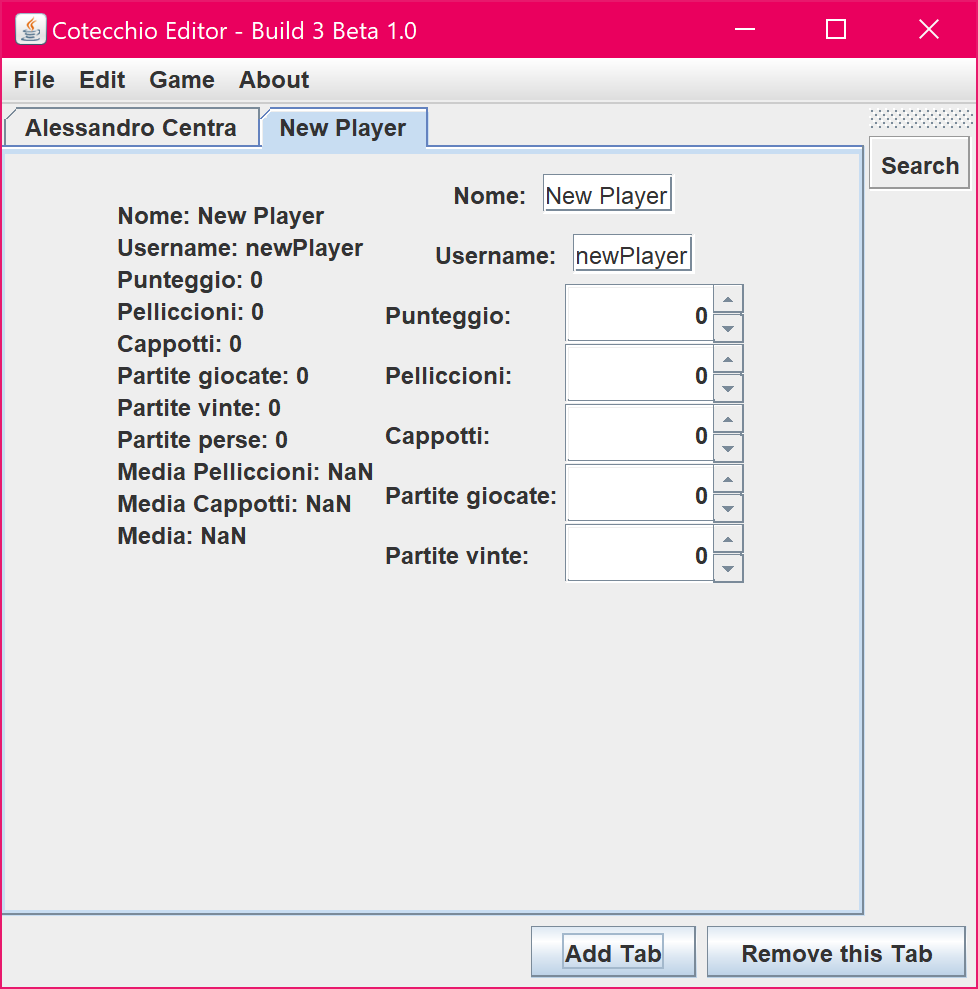 Cotecchio Editor - Build 3 Beta 1.0
File Edit Game About
Alessandro Centra New Player
Search
Nome: New Player
Username: newPlayer
Punteggio: 0
Pelliccioni: 0
Cappotti: 0
Partite giocate: 0
Partite vinte: 0
Partite perse: 0
Media Pelliccioni: NaN
Media Cappotti: NaN
Media: NaN
Nome: New Player
Username: newPlayer
Punteggio: 0
Pelliccioni: 0
Cappotti: 0
Partite giocate: 0
Partite vinte: 0
Add Tab Remove this Tab